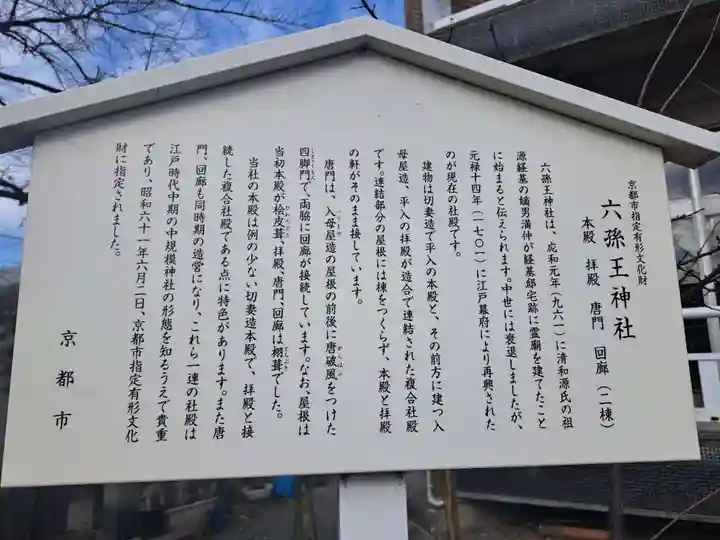 京都市指定有形文化財
六孫王神社
本殿 拝殿 唐門 回廊(二棟)
六孫王神社は、応和元年(九六一)に清和源氏の祖
源経基の嫡男満仲が経基邸宅跡に霊廟を建てたこと
に始まると伝えられます。中世には衰退しましたが、
元禄十四年(一七〇一)に江戸幕府により再興された
のが現在の社殿です。
建物は切妻造で平入の本殿と、その前方に建つ入
母屋造、平入の拝殿が造合で連結された複合社殿
です。連結部分の屋根には棟をつくらず、本殿と拝殿
の軒がそのまま接しています。
唐門は、入母屋造の屋根の前後に唐破風をつけた
四脚門で、両脇に回廊が接続しています。なお、屋根は
当初本殿が桧皮葺、拝殿、唐門、回廊は栩葺でした。
当社の本殿は例の少ない切妻造本殿で、拝殿と接
続した複合社殿である点に特色があります。また唐
門、回廊も同時期の造営になり、これら一連の社殿は
江戸時代中期の中規模神社の形態を知るうえで貴重
であり、昭和六十一年六月二日、京都市指定有形文化
財に指定されました。
京都市